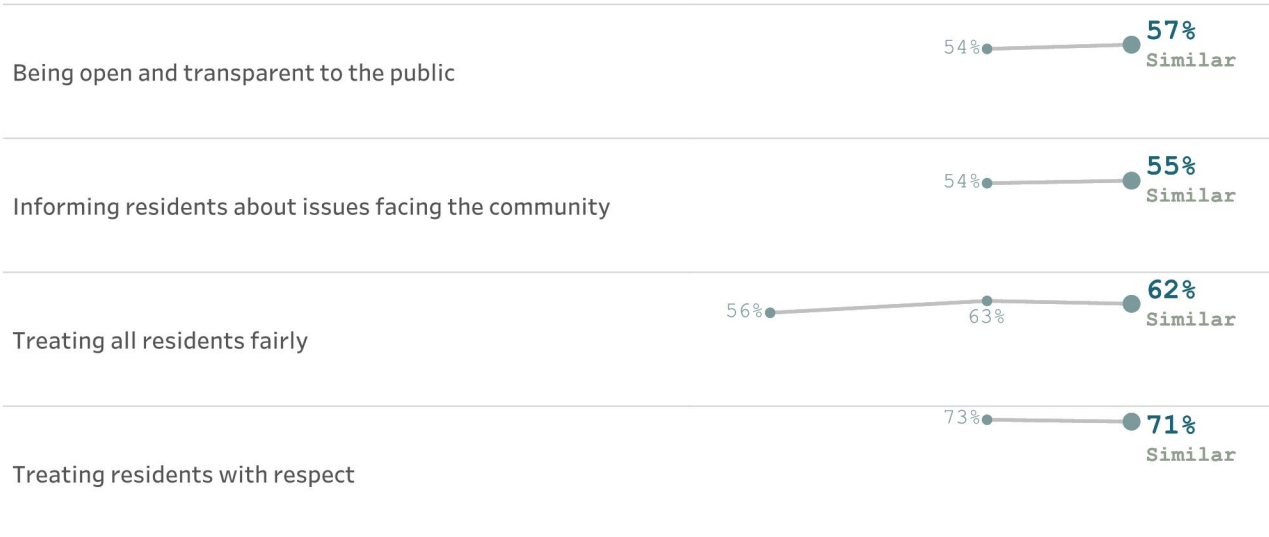 54%
57%
Similar
Being open and transparent to the public
54%
55%
Similar
Informing residents about issues facing the community
56%
63%
62%
Similar
Treating all residents fairly
73%
71%
Similar
Treating residents with respect